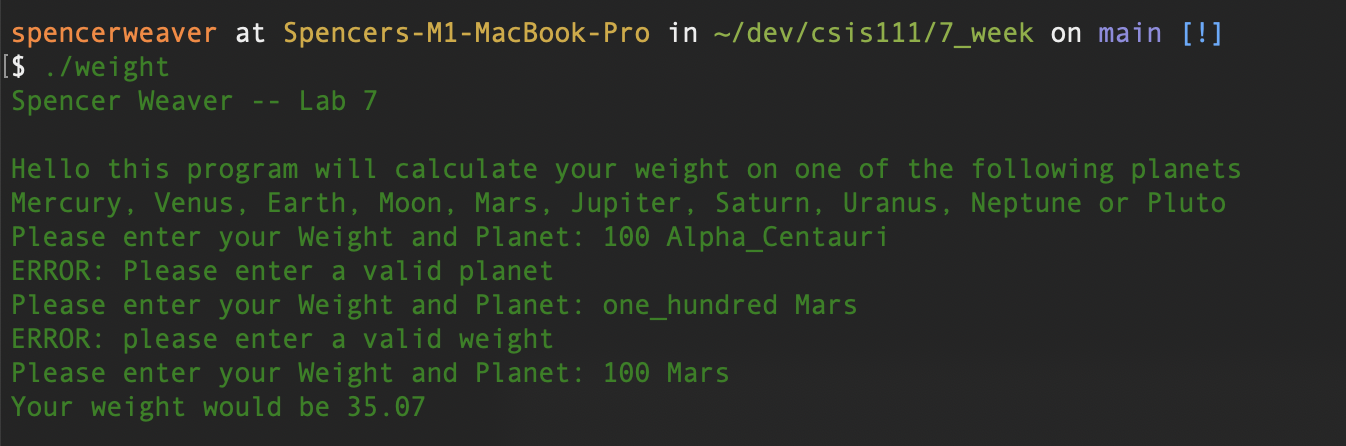 spencerweaver at Spencers-M1-MacBook-Pro in ~/dev/csis111/7_week on main [!]
[$ ./weight
Spencer Weaver -- Lab 7
Hello this program will calculate your weight on one of the following planets
Mercury, Venus, Earth, Moon, Mars, Jupiter, Saturn, Uranus, Neptune or Pluto
Please enter your Weight and Planet: 100 Alpha_Centauri
ERROR: Please enter a valid planet
Please enter your Weight and Planet: one_hundred Mars
ERROR: please enter a valid weight
Please enter your Weight and Planet: 100 Mars
Your weight would be 35.07